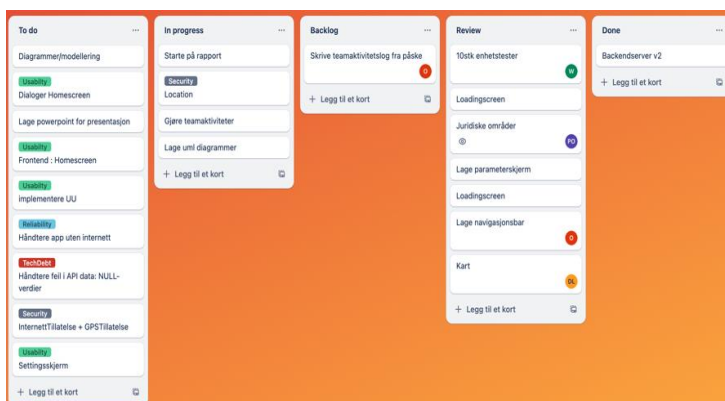 To do
Diagrammer/modellering
Usabilty
Dialoger Homescreen
Lage powerpoint for presentasjon
Usabilty
Frontend : Homescreen
Usabilty
implementere UU
Reliability
Håndtere app uten internett
TechDebt
Håndtere feil i API data: NULL-
verdier
Security
InternettTillatelse + GPSTillatelse
Usabilty
Settingsskjerm
+ Legg til et kort
In progress
Starte på rapport
Security
Location
Gjøre teamaktiviteter
Lage uml diagrammer
+ Legg til et kort
Backlog
Skrive teamaktivitetslog fra påske
O
+ Legg til et kort
Review
10stk enhetstester
W
Loadingscreen
Juridiske områder
PO
Lage parameterskjerm
Loadingscreen
Lage navigasjonsbar
O
Kart
DL
+ Legg til et kort
Done
Backendserver v2
+ Legg til et kort